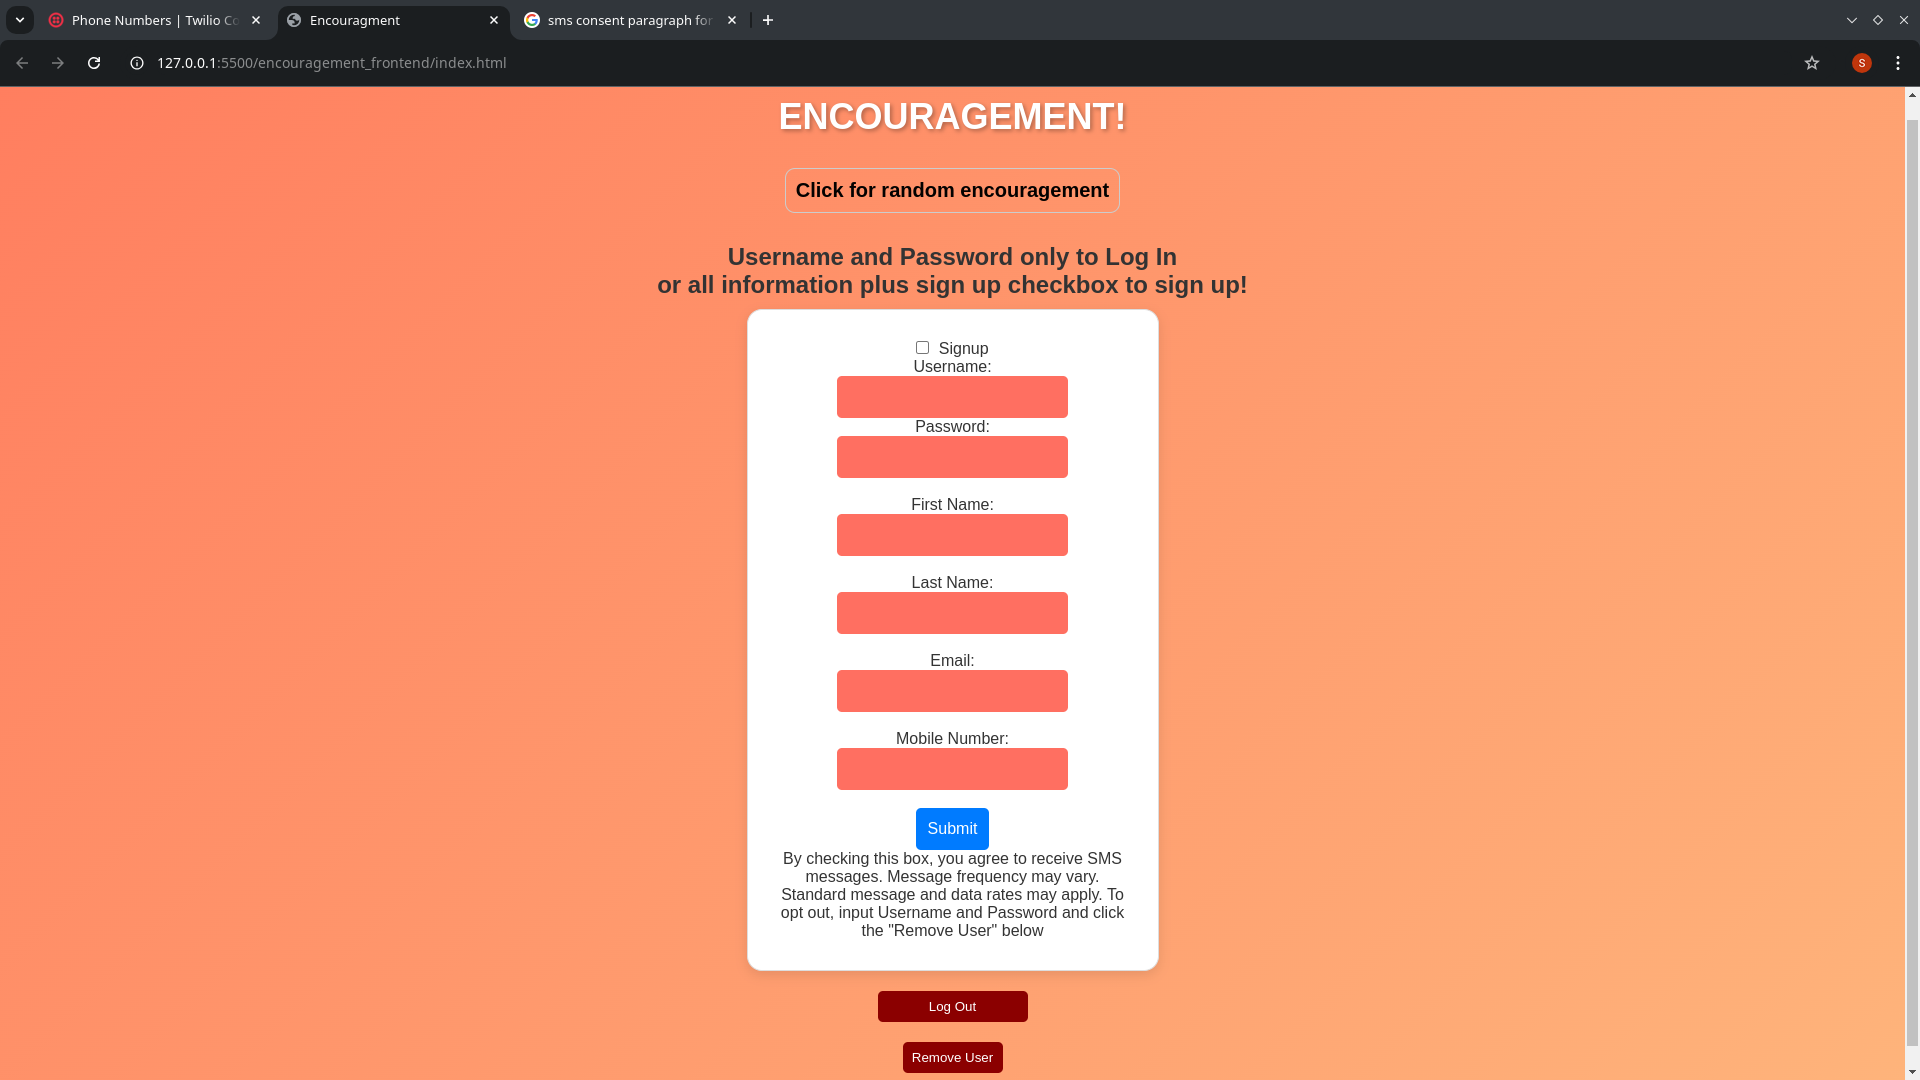 Phone Numbers | Twilio Co
Encouragment
sms consent paragraph for
127.0.0.1:5500/encouragement_frontend/index.html
S
ENCOURAGEMENT!
Click for random encouragement
Username and Password only to Log In
or all information plus sign up checkbox to sign up!
Signup
Username:
Password:
First Name:
Last Name:
Email:
Mobile Number:
Submit
By checking this box, you agree to receive SMS
messages. Message frequency may vary.
Standard message and data rates may apply. To
opt out, input Username and Password and click
the "Remove User" below
Log Out
Remove User